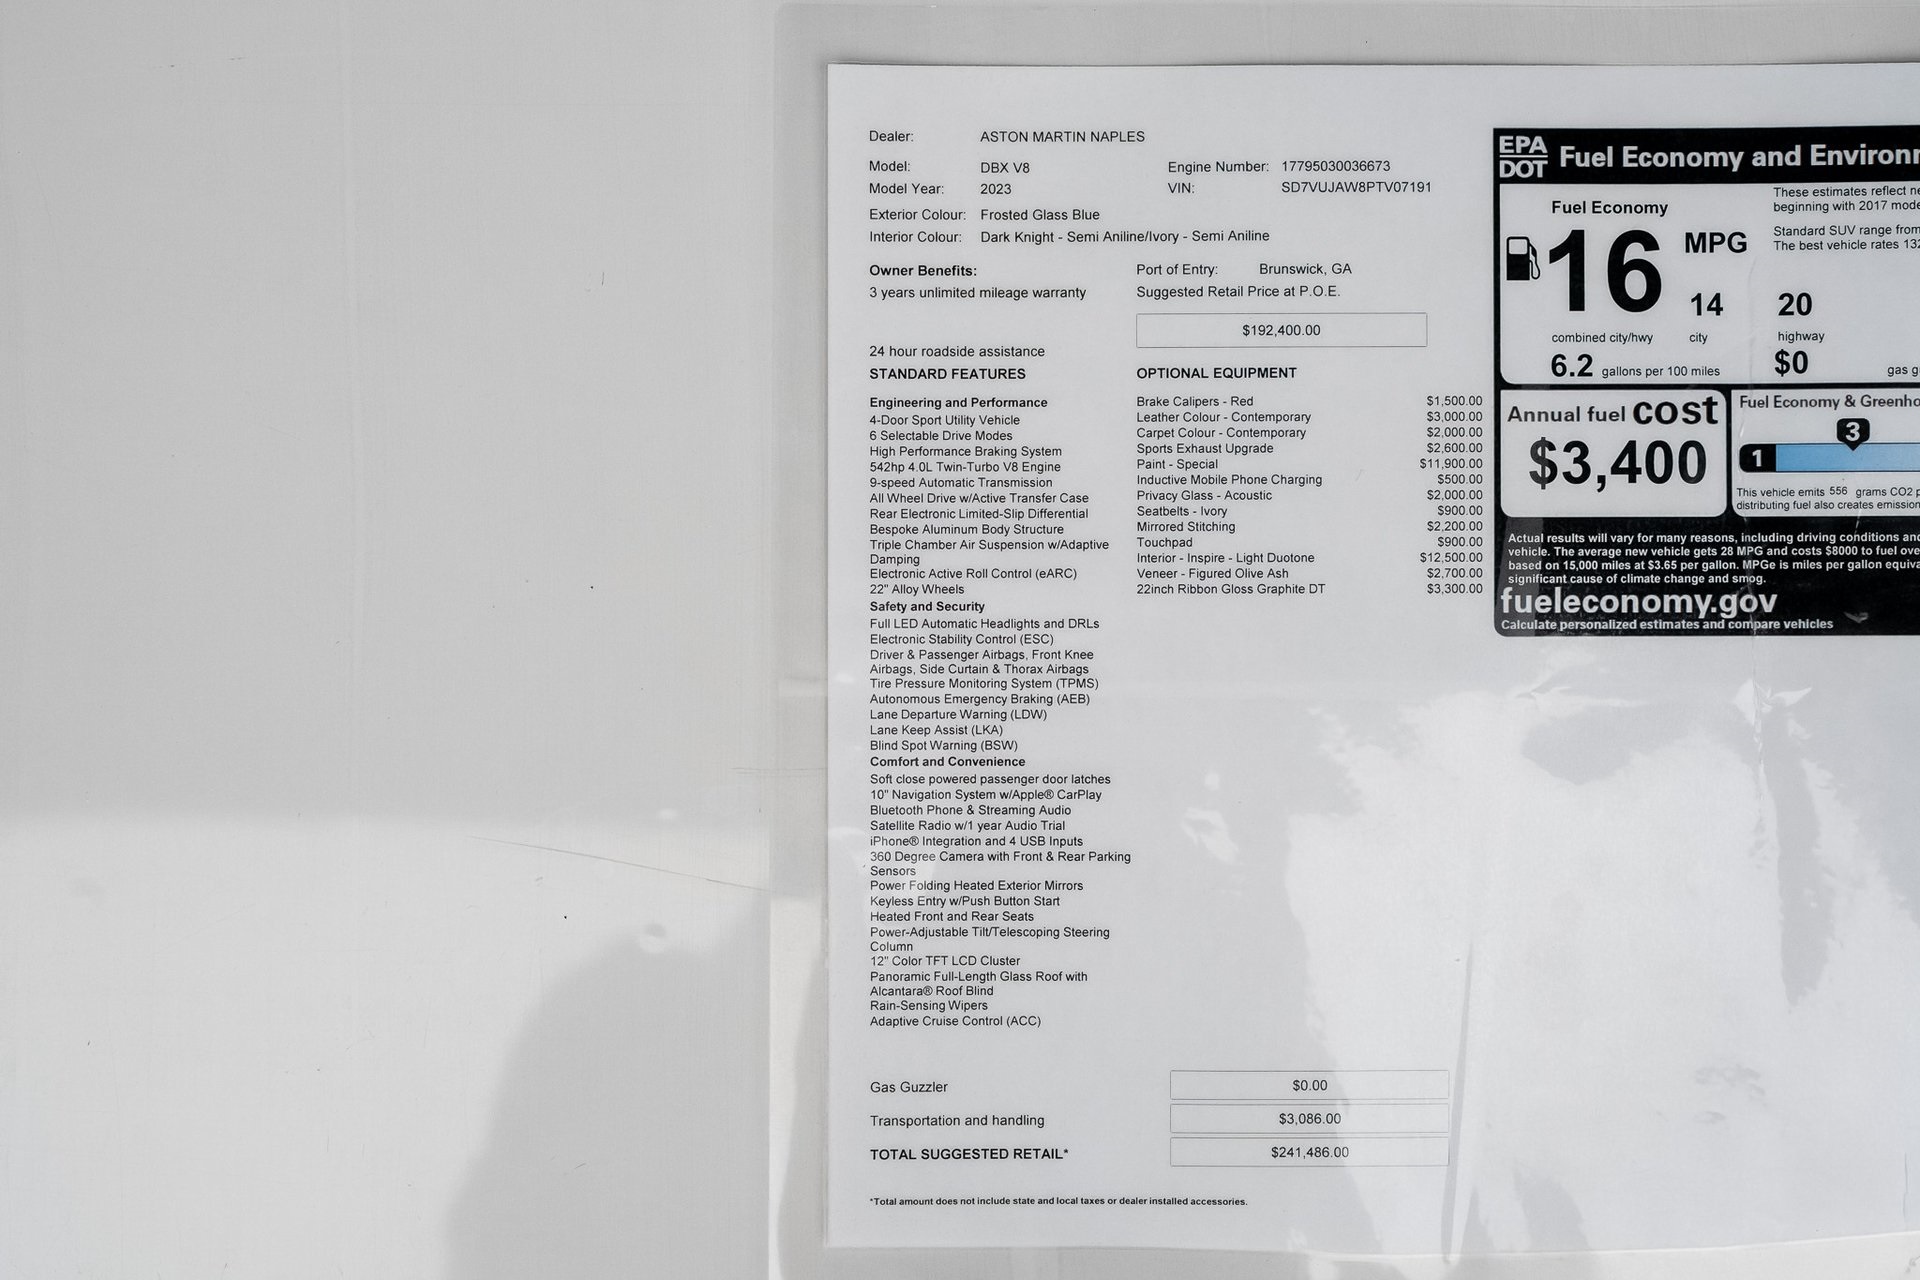 Dealer: ASTON MARTIN NAPLES
Model: DBX V8 Engine Number: 17795030036673
Model Year: 2023 VIN: SD7VUJAW8PTV07191
Exterior Colour: Frosted Glass Blue
Interior Colour: Dark Knight - Semi Aniline/Ivory - Semi Aniline
Owner Benefits: Port of Entry: Brunswick, GA
3 years unlimited mileage warranty Suggested Retail Price at P.O.E.
$192,400.00
24 hour roadside assistance
STANDARD FEATURES
Engineering and Performance
4-Door Sport Utility Vehicle
6 Selectable Drive Modes
High Performance Braking System
542hp 4.0L Twin-Turbo V8 Engine
9-speed Automatic Transmission
All Wheel Drive w/Active Transfer Case
Rear Electronic Limited-Slip Differential
Bespoke Aluminum Body Structure
Triple Chamber Air Suspension w/Adaptive
Damping
Electronic Active Roll Control (eARC)
22" Alloy Wheels
Safety and Security
Full LED Automatic Headlights and DRLs
Electronic Stability Control (ESC)
Driver & Passenger Airbags, Front Knee
Airbags, Side Curtain & Thorax Airbags
Tire Pressure Monitoring System (TPMS)
Autonomous Emergency Braking (AEB)
Lane Departure Warning (LDW)
Lane Keep Assist (LKA)
Blind Spot Warning (BSW)
Comfort and Convenience
Soft close powered passenger door latches
10" Navigation System w/Apple® CarPlay
Bluetooth Phone & Streaming Audio
Satellite Radio w/1 year Audio Trial
iPhone® Integration and 4 USB Inputs
360 Degree Camera with Front & Rear Parking
Sensors
Power Folding Heated Exterior Mirrors
Keyless Entry w/Push Button Start
Heated Front and Rear Seats
Power-Adjustable Tilt/Telescoping Steering
Column
12" Color TFT LCD Cluster
Panoramic Full-Length Glass Roof with
Alcantara® Roof Blind
Rain-Sensing Wipers
Adaptive Cruise Control (ACC)
OPTIONAL EQUIPMENT
Brake Calipers - Red $1,500.00
Leather Colour - Contemporary $3,000.00
Carpet Colour - Contemporary $2,000.00
Sports Exhaust Upgrade $2,600.00
Paint - Special $11,900.00
Inductive Mobile Phone Charging $500.00
Privacy Glass - Acoustic $2,000.00
Seatbelts - Ivory $900.00
Mirrored Stitching $2,200.00
Touchpad $900.00
Interior - Inspire - Light Duotone $12,500.00
Veneer - Figured Olive Ash $2,700.00
22inch Ribbon Gloss Graphite DT $3,300.00
Gas Guzzler $0.00
Transportation and handling $3,086.00
TOTAL SUGGESTED RETAIL* $241,486.00
*Total amount does not include state and local taxes or dealer installed accessories.
EPA
DOT
Fuel Economy and
Fuel Economy
These estimates reflect
beginning with 2017
Standard SUV range from
The best vehicle rates
16 MPG
14 20
combined city/hwy city highway
6.2 gallons per 100 miles $0 gas
Annual fuel cost
$3,400
Fuel Economy &
3
1
This vehicle emits 556 grams CO2
distributing fuel also creates
Actual results will vary for many reasons, including driving conditions
vehicle. The average new vehicle gets 28 MPG and costs $8000 to fuel
based on 15,000 miles at $3.65 per gallon. MPGe is miles per gallon
significant cause of climate change and smog.
fueleconomy.gov
Calculate personalized estimates and compare vehicles